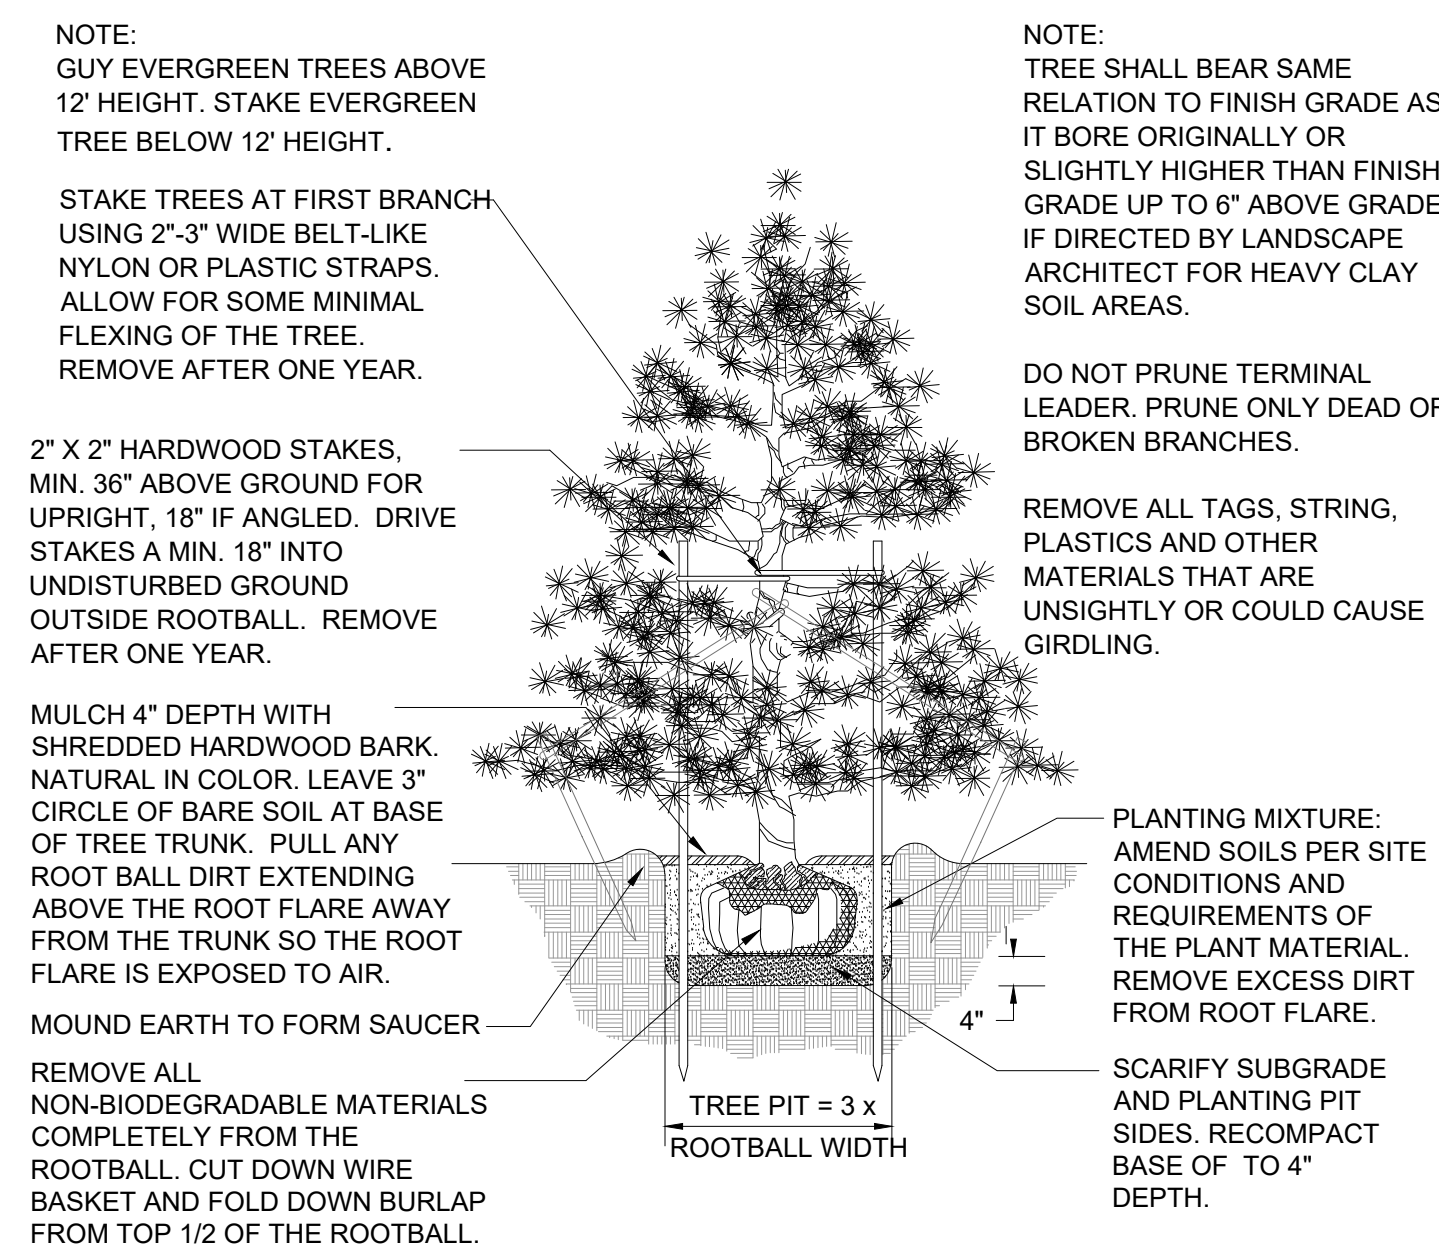 NOTE:
GUY EVERGREEN TREES ABOVE
12' HEIGHT. STAKE EVERGREEN
TREE BELOW 12' HEIGHT.
STAKE TREES AT FIRST BRANCH
USING 2"-3" WIDE BELT-LIKE
NYLON OR PLASTIC STRAPS.
ALLOW FOR SOME MINIMAL
FLEXING OF THE TREE.
REMOVE AFTER ONE YEAR.
2" X 2" HARDWOOD STAKES,
MIN. 36" ABOVE GROUND FOR
UPRIGHT, 18" IF ANGLED. DRIVE
STAKES A MIN. 18" INTO
UNDISTURBED GROUND
OUTSIDE ROOTBALL. REMOVE
AFTER ONE YEAR.
MULCH 4" DEPTH WITH
SHREDDED HARDWOOD BARK.
NATURAL IN COLOR. LEAVE 3"
CIRCLE OF BARE SOIL AT BASE
OF TREE TRUNK. PULL ANY
ROOT BALL DIRT EXTENDING
ABOVE THE ROOT FLARE AWAY
FROM THE TRUNK SO THE ROOT
FLARE IS EXPOSED TO AIR.
MOUND EARTH TO FORM SAUCER
REMOVE ALL
NON-BIODEGRADABLE MATERIALS
COMPLETELY FROM THE
ROOTBALL. CUT DOWN WIRE
BASKET AND FOLD DOWN BURLAP
FROM TOP 1/2 OF THE ROOTBALL.
TREE PIT = 3 x
ROOTBALL WIDTH
4"
NOTE:
TREE SHALL BEAR SAME
RELATION TO FINISH GRADE AS
IT BORE ORIGINALLY OR
SLIGHTLY HIGHER THAN FINISH
GRADE UP TO 6" ABOVE GRADE
IF DIRECTED BY LANDSCAPE
ARCHITECT FOR HEAVY CLAY
SOIL AREAS.
DO NOT PRUNE TERMINAL
LEADER. PRUNE ONLY DEAD OR
BROKEN BRANCHES.
REMOVE ALL TAGS, STRING,
PLASTICS AND OTHER
MATERIALS THAT ARE
UNSIGHTLY OR COULD CAUSE
GIRDLING.
PLANTING MIXTURE:
AMEND SOILS PER SITE
CONDITIONS AND
REQUIREMENTS OF
THE PLANT MATERIAL.
REMOVE EXCESS DIRT
FROM ROOT FLARE.
SCARIFY SUBGRADE
AND PLANTING PIT
SIDES. RECOMPACT
BASE OF TO 4"
DEPTH.